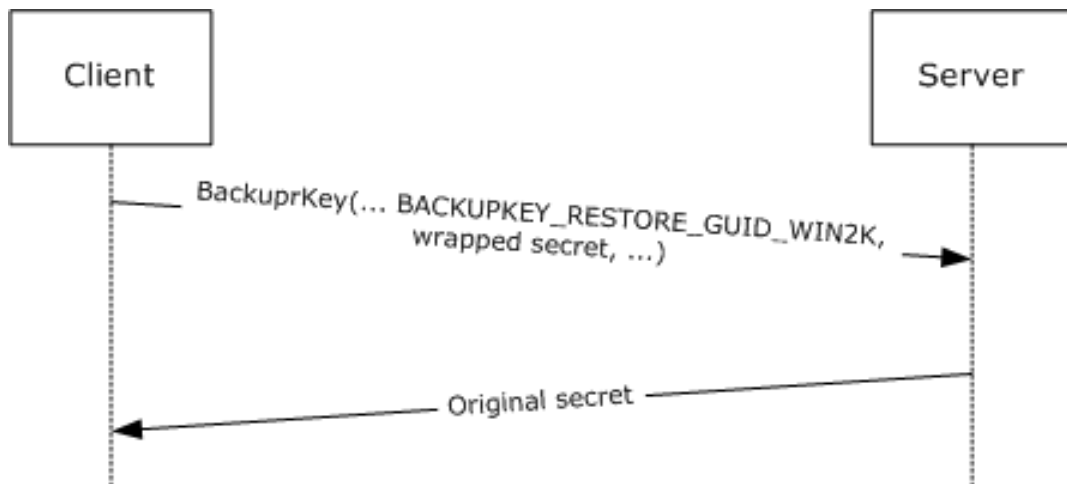 Client
Server
BackuprKey(... BACKUPKEY_RESTORE_GUID_WIN2K,
wrapped secret, ...)
Original secret